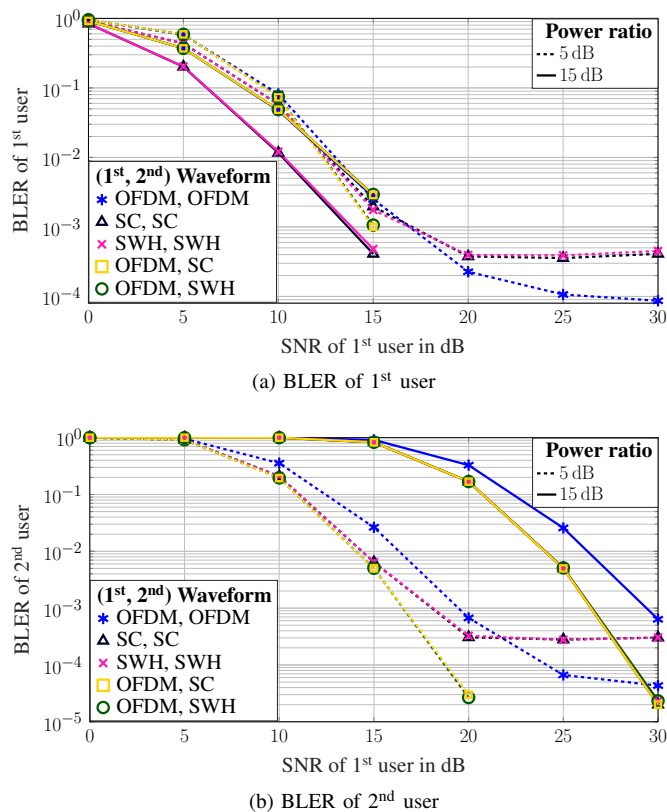 10⁰
10⁻¹
10⁻²
10⁻³
10⁻⁴
BLER of 1ˢᵗ user
Power ratio
5 dB
15 dB
(1ˢᵗ, 2ⁿᵈ) Waveform
OFDM, OFDM
SC, SC
SWH, SWH
OFDM, SC
OFDM, SWH
0 5 10 15 20 25 30
SNR of 1ˢᵗ user in dB
(a) BLER of 1ˢᵗ user
10⁰
10⁻¹
10⁻²
10⁻³
10⁻⁴
10⁻⁵
BLER of 2ⁿᵈ user
Power ratio
5 dB
15 dB
(1ˢᵗ, 2ⁿᵈ) Waveform
OFDM, OFDM
SC, SC
SWH, SWH
OFDM, SC
OFDM, SWH
0 5 10 15 20 25 30
SNR of 1ˢᵗ user in dB
(b) BLER of 2ⁿᵈ user